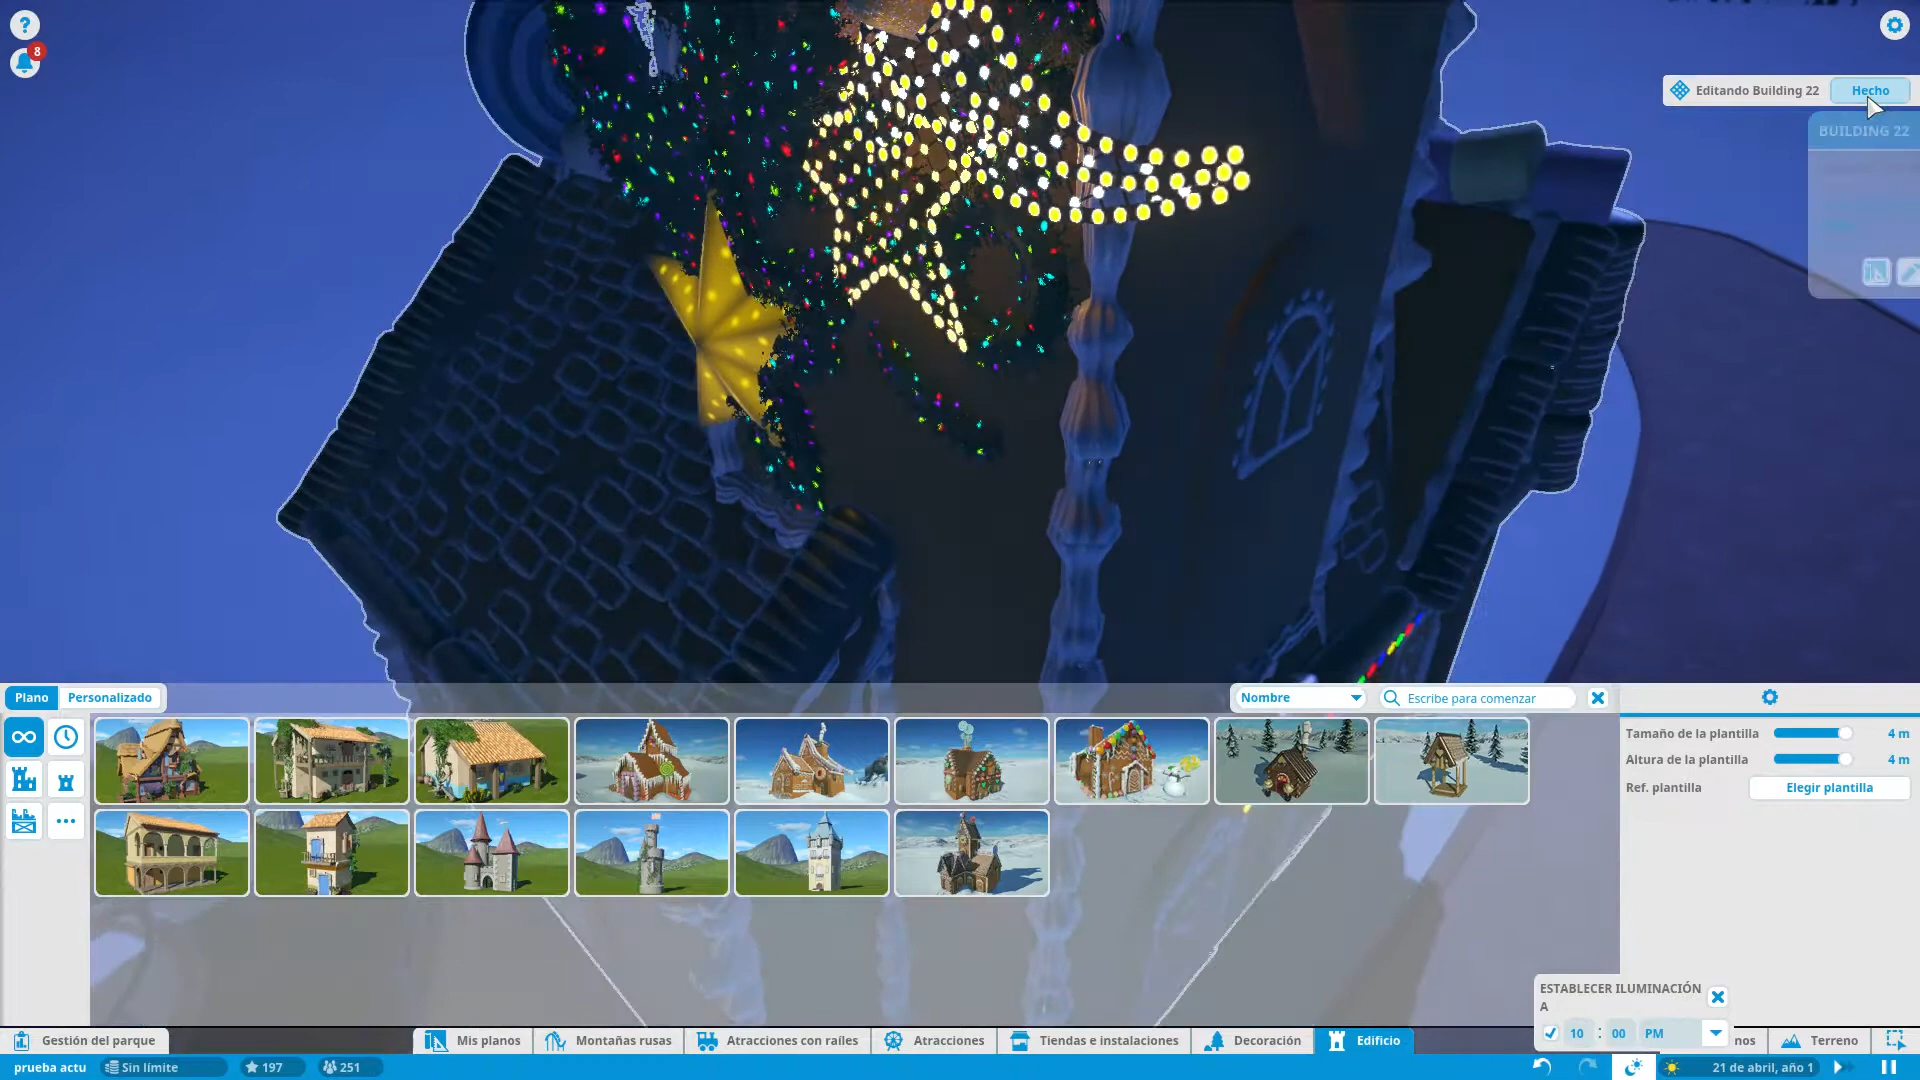 ?
8
Editando Building 22
Hecho
BUILDING 22
Plano
Personalizado
Nombre
Escribe para comenzar
Tamaño de la plantilla
4 m
Altura de la plantilla
4 m
Ref. plantilla
Elegir plantilla
ESTABLECER ILUMINACIÓN
A
10 : 00 PM
Gestión del parque
Mis planos
Montañas rusas
Atracciones con raíles
Atracciones
Tiendas e instalaciones
Decoración
Edificio
nos
Terreno
prueba actu
Sin límite
197
251
21 de abril, año 1